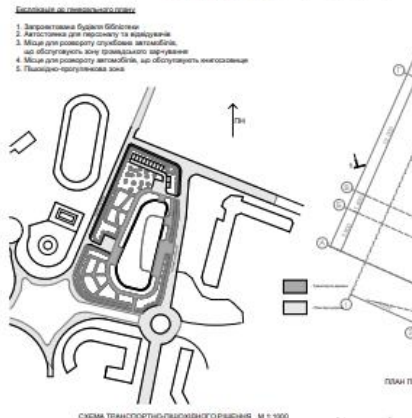 Експлікація до генерального плану
1. Запроектована будівля бібліотеки
2. Автостоянка для персоналу та відвідувачів
3. Місце для розвороту службових автомобілів,
що обслуговують зону громадського харчування
4. Місце для розвороту автомобілів, що обслуговують книгосховище
5. Пішохідно-прогулянкова зона
ПН
СХЕМА ТРАНСПОРТНО-ПІШОХІДНОГО РІШЕННЯ М 1:1000
ПЛАН П